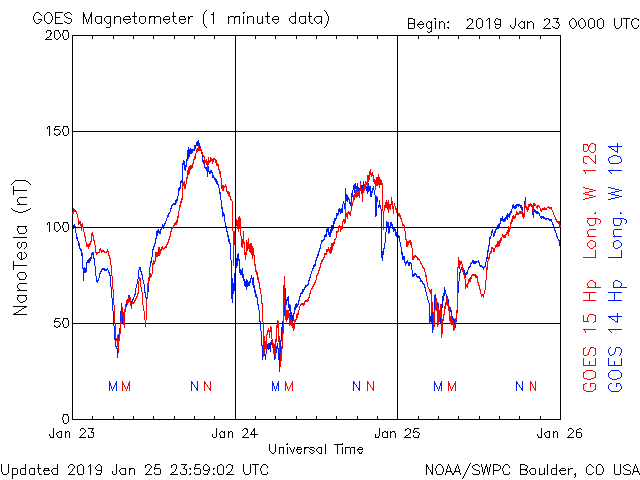 GOES Magnetometer (1 minute data)
Begin: 2019 Jan 23 0000 UTC
200
150
100
50
0
NanoTesla (nT)
M M N N M M N N M M N N
Jan 23 Jan 24 Jan 25 Jan 26
Universal Time
GOES 15 Hp Long. W 128
GOES 14 Hp Long. W 104
Updated 2019 Jan 25 23:59:02 UTC
NOAA/SWPC Boulder, CO USA